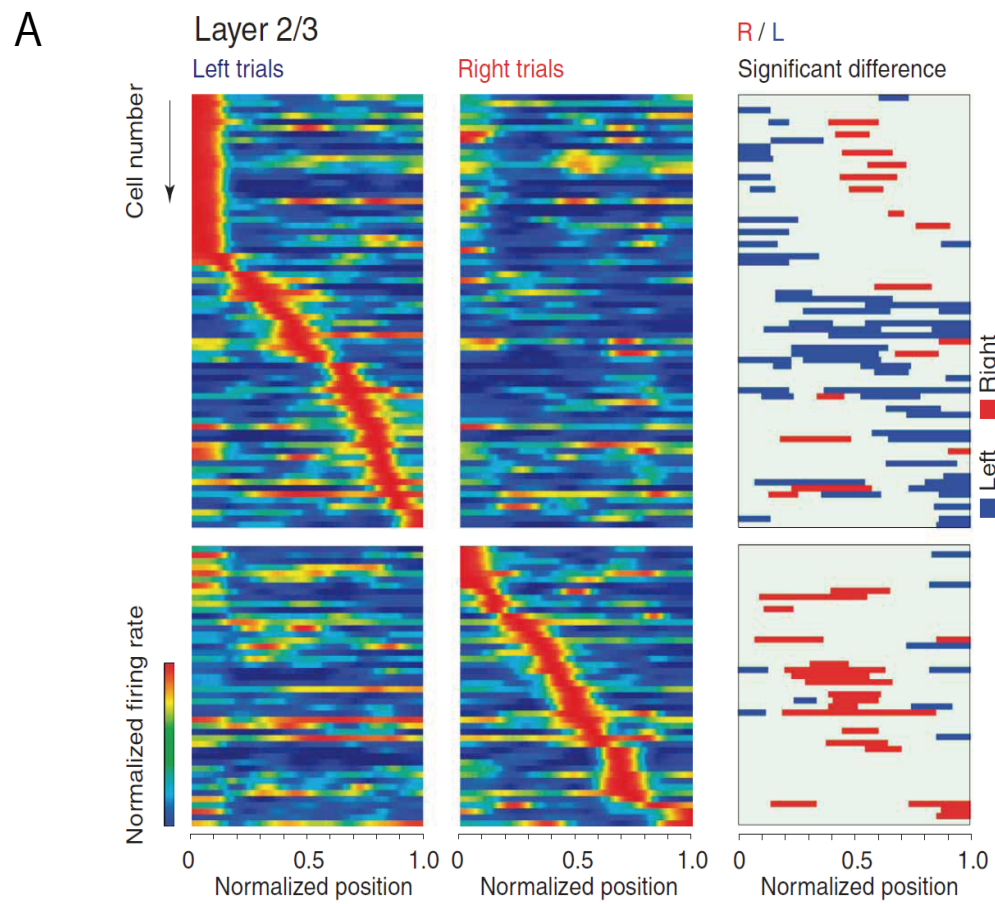 A
Layer 2/3
R / L
Left trials
Right trials
Significant difference
Cell number
Right
Left
Normalized firing rate
0 0.5 1.0
0 0.5 1.0
0 0.5 1.0
Normalized position
Normalized position
Normalized position